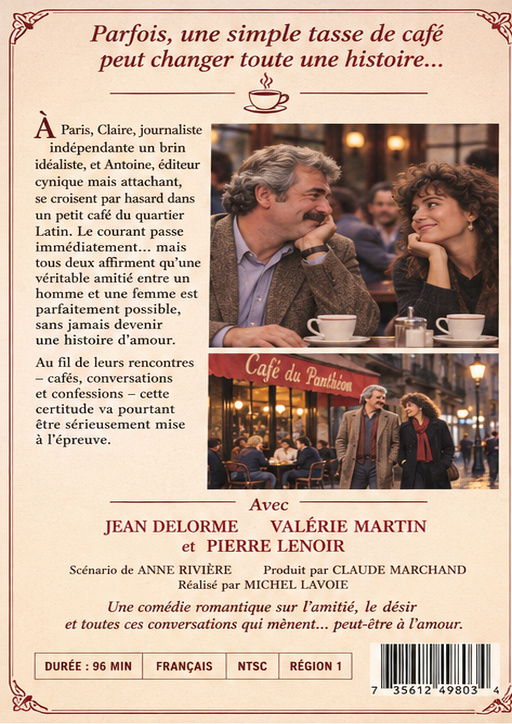 Parfois, une simple tasse de café
peut changer toute une histoire...
À Paris, Claire, journaliste
indépendante un brin
idéaliste, et Antoine, éditeur
cynique mais attachant,
se croisent par hasard dans
un petit café du quartier
Latin. Le courant passe
immédiatement... mais
tous deux affirment qu'une
véritable amitié entre un
homme et une femme est
parfaitement possible,
sans jamais devenir
une histoire d'amour.
Au fil de leurs rencontres
– cafés, conversations
et confessions – cette
certitude va pourtant
être sérieusement mise
à l'épreuve.
Café du Panthéon
Avec
JEAN DELORME VALÉRIE MARTIN
et PIERRE LENOIR
Scénario de ANNE RIVIÈRE Produit par CLAUDE MARCHAND
Réalisé par MICHEL LAVOIE
Une comédie romantique sur l'amitié, le désir
et toutes ces conversations qui mènent... peut-être à l'amour.
DURÉE : 96 MIN FRANÇAIS NTSC RÉGION 1
7 35612 49803 4